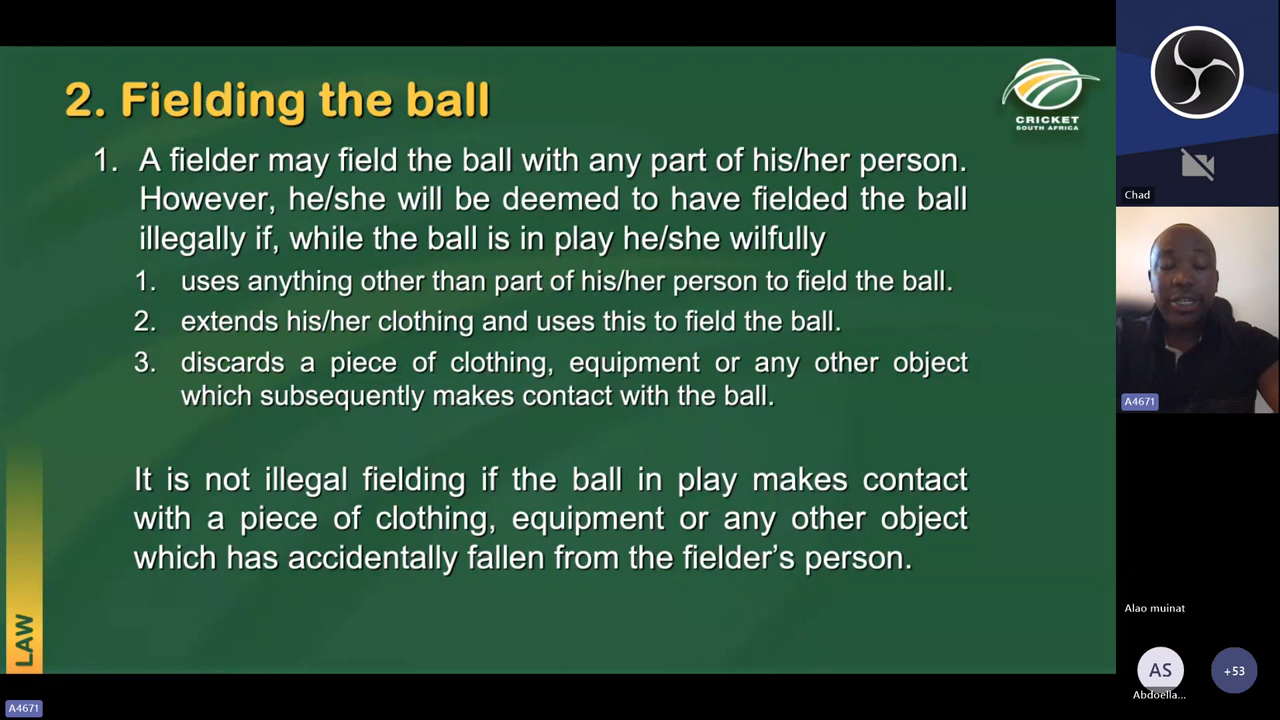 2. Fielding the ball
CRICKET
SOUTH AFRICA
1. A fielder may field the ball with any part of his/her person.
However, he/she will be deemed to have fielded the ball
illegally if, while the ball is in play he/she wilfully
1. uses anything other than part of his/her person to field the ball.
2. extends his/her clothing and uses this to field the ball.
3. discards a piece of clothing, equipment or any other object
which subsequently makes contact with the ball.
It is not illegal fielding if the ball in play makes contact
with a piece of clothing, equipment or any other object
which has accidentally fallen from the fielder's person.
LAW
A4671
Chad
A4671
Alao muinat
AS
Abdoella...
+53